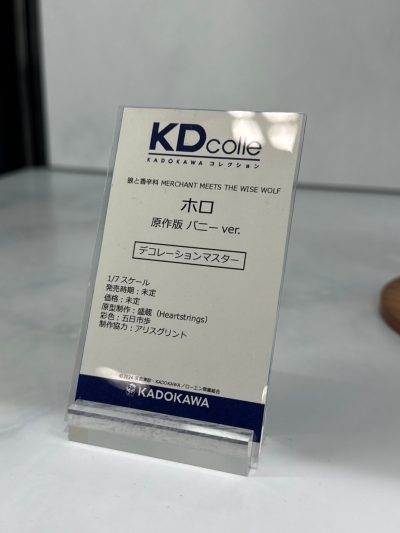 KDcolle
KADOKAWA コレクション
狼と香辛料 MERCHANT MEETS THE WISE WOLF
ホロ
原作版 バニー ver.
デコレーションマスター
1/7スケール
発売時期：未定
価格：未定
原型制作：盛蔵（Heartstrings）
彩色：五日市歩
制作協力：アリスグリント
KADOKAWA